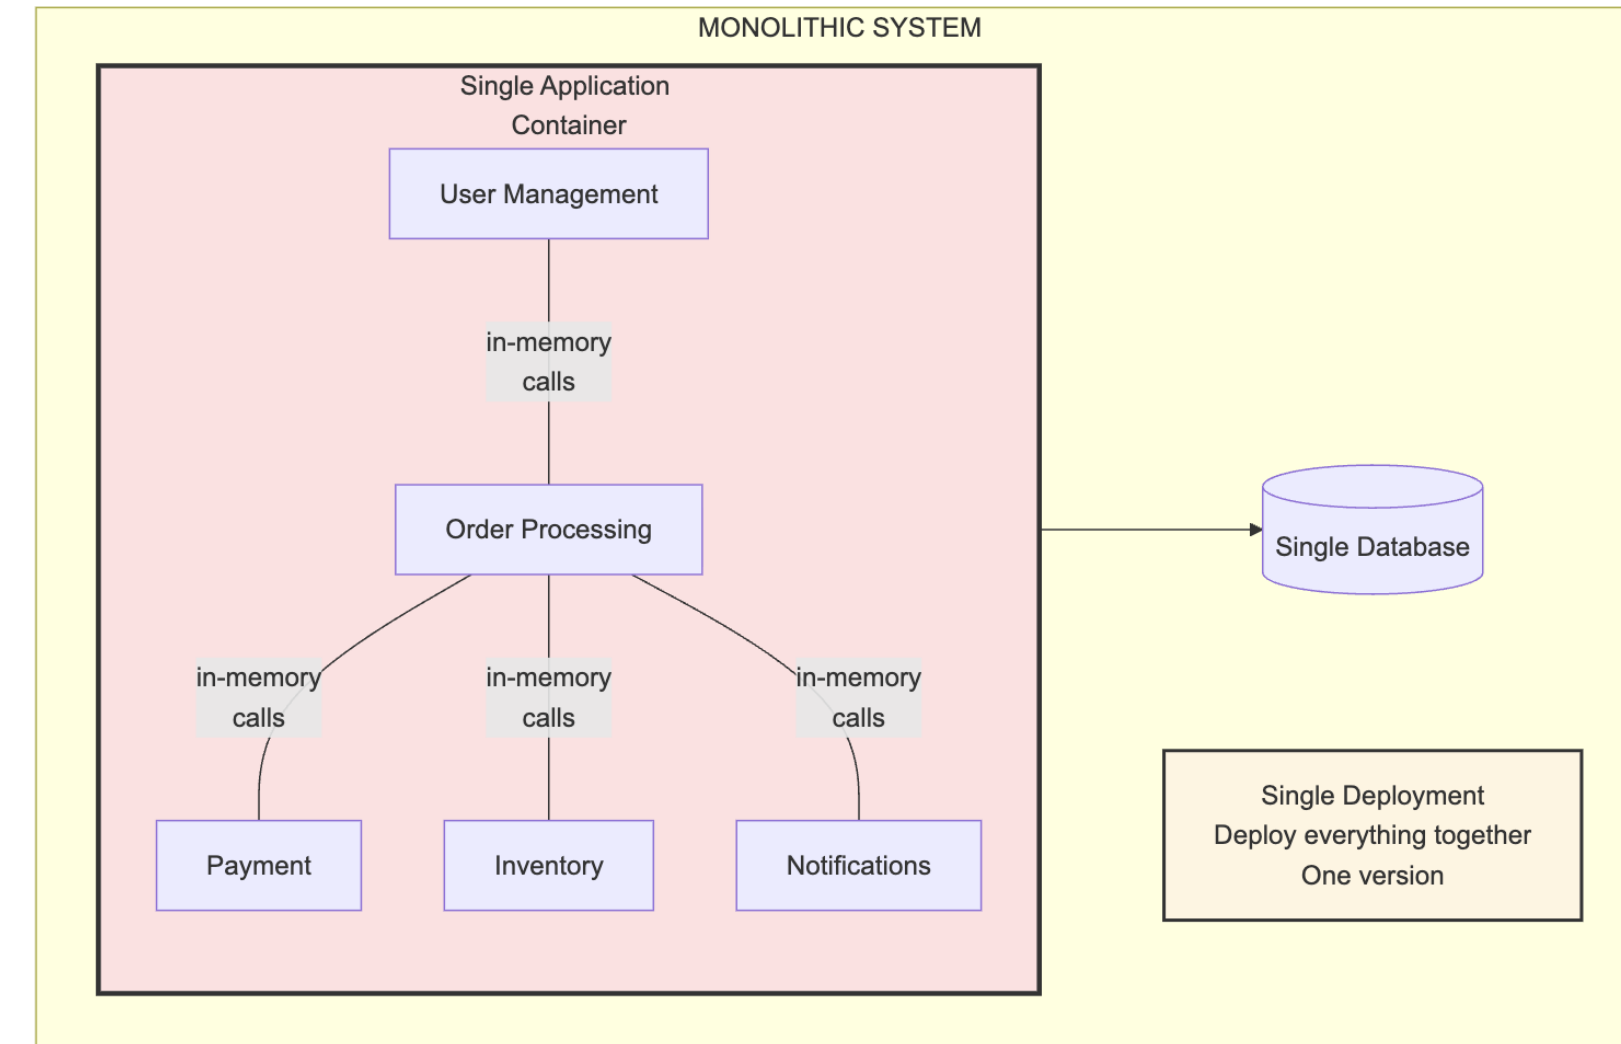 MONOLITHIC SYSTEM
Single Application
Container
User Management
in-memory
calls
Order Processing
Single Database
in-memory
calls
in-memory
calls
in-memory
calls
Payment
Inventory
Notifications
Single Deployment
Deploy everything together
One version